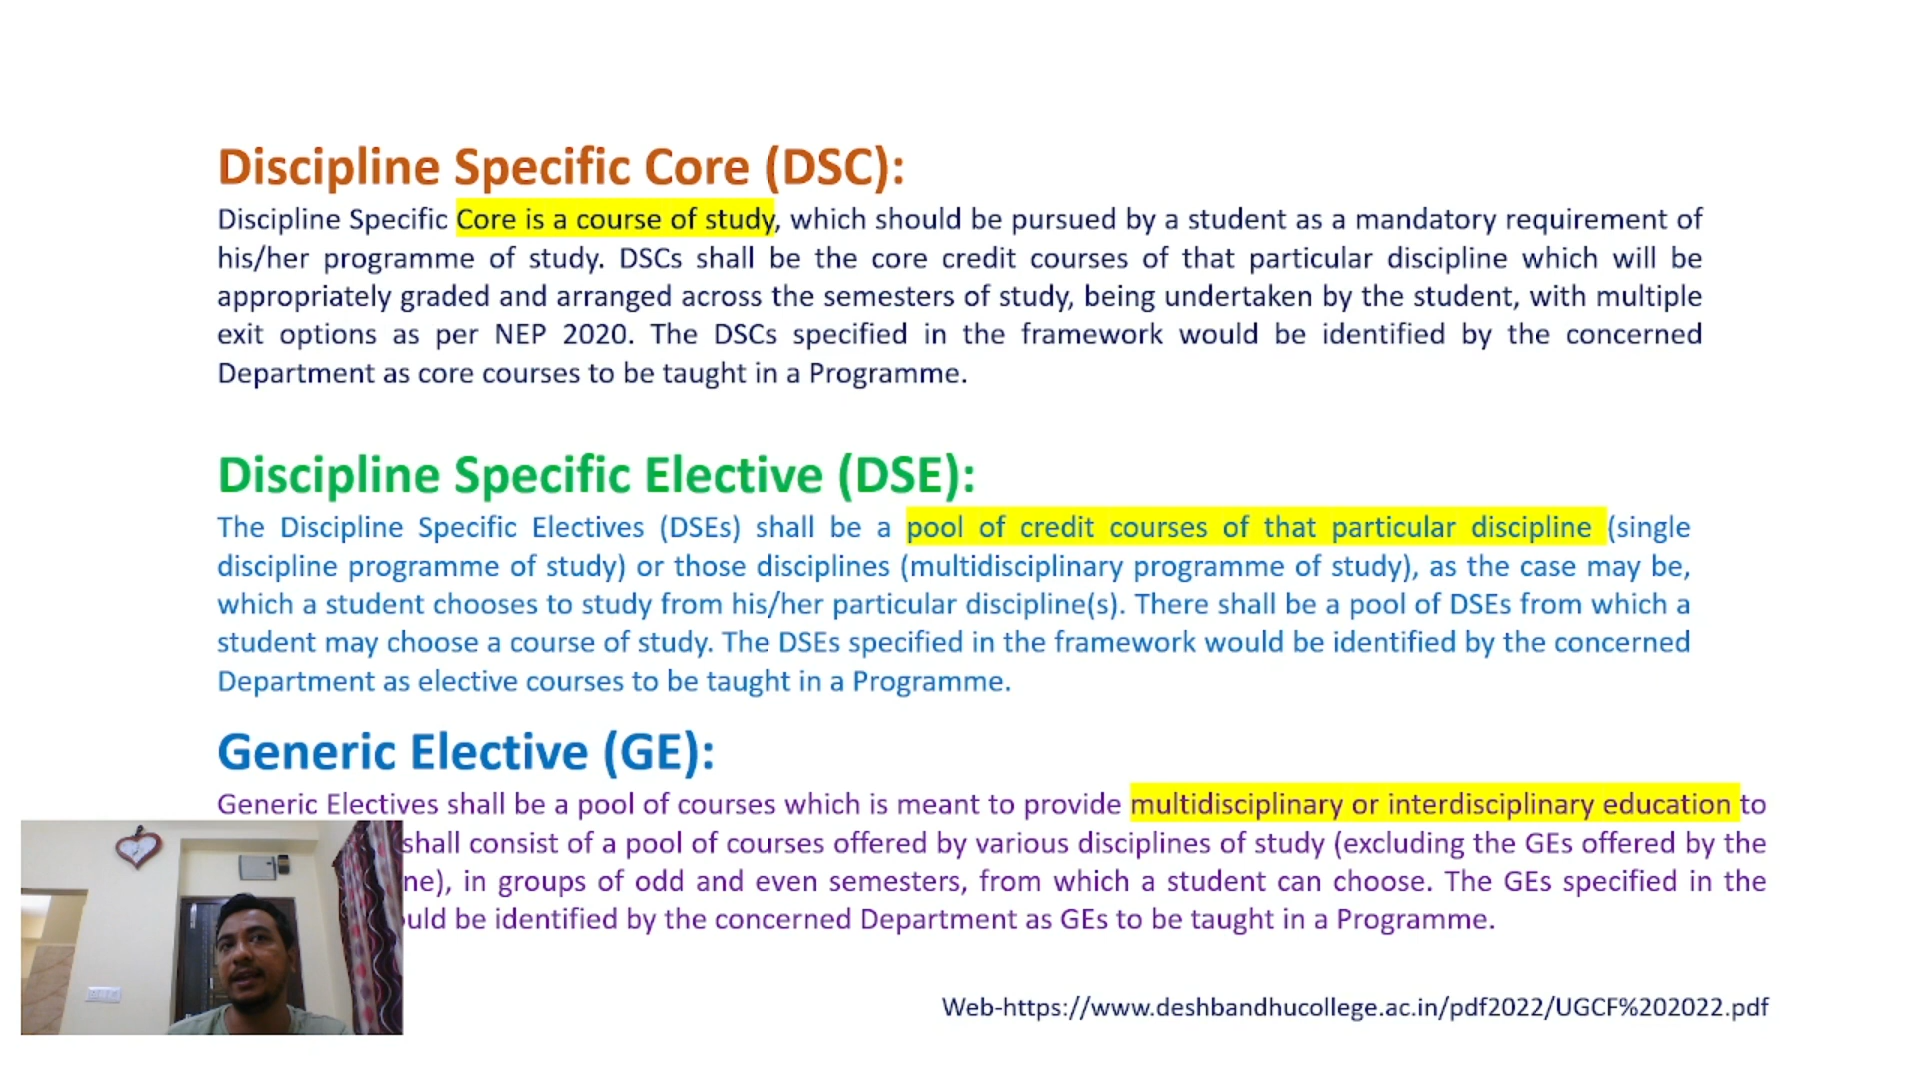 Discipline Specific Core (DSC):
Discipline Specific Core is a course of study, which should be pursued by a student as a mandatory requirement of
his/her programme of study. DSCs shall be the core credit courses of that particular discipline which will be
appropriately graded and arranged across the semesters of study, being undertaken by the student, with multiple
exit options as per NEP 2020. The DSCs specified in the framework would be identified by the concerned
Department as core courses to be taught in a Programme.
Discipline Specific Elective (DSE):
The Discipline Specific Electives (DSEs) shall be a pool of credit courses of that particular discipline (single
discipline programme of study) or those disciplines (multidisciplinary programme of study), as the case may be,
which a student chooses to study from his/her particular discipline(s). There shall be a pool of DSEs from which a
student may choose a course of study. The DSEs specified in the framework would be identified by the concerned
Department as elective courses to be taught in a Programme.
Generic Elective (GE):
Generic Electives shall be a pool of courses which is meant to provide multidisciplinary or interdisciplinary education to
shall consist of a pool of courses offered by various disciplines of study (excluding the GEs offered by the
ne), in groups of odd and even semesters, from which a student can choose. The GEs specified in the
uld be identified by the concerned Department as GEs to be taught in a Programme.
Web-https://www.deshbandhucollege.ac.in/pdf2022/UGCF%202022.pdf